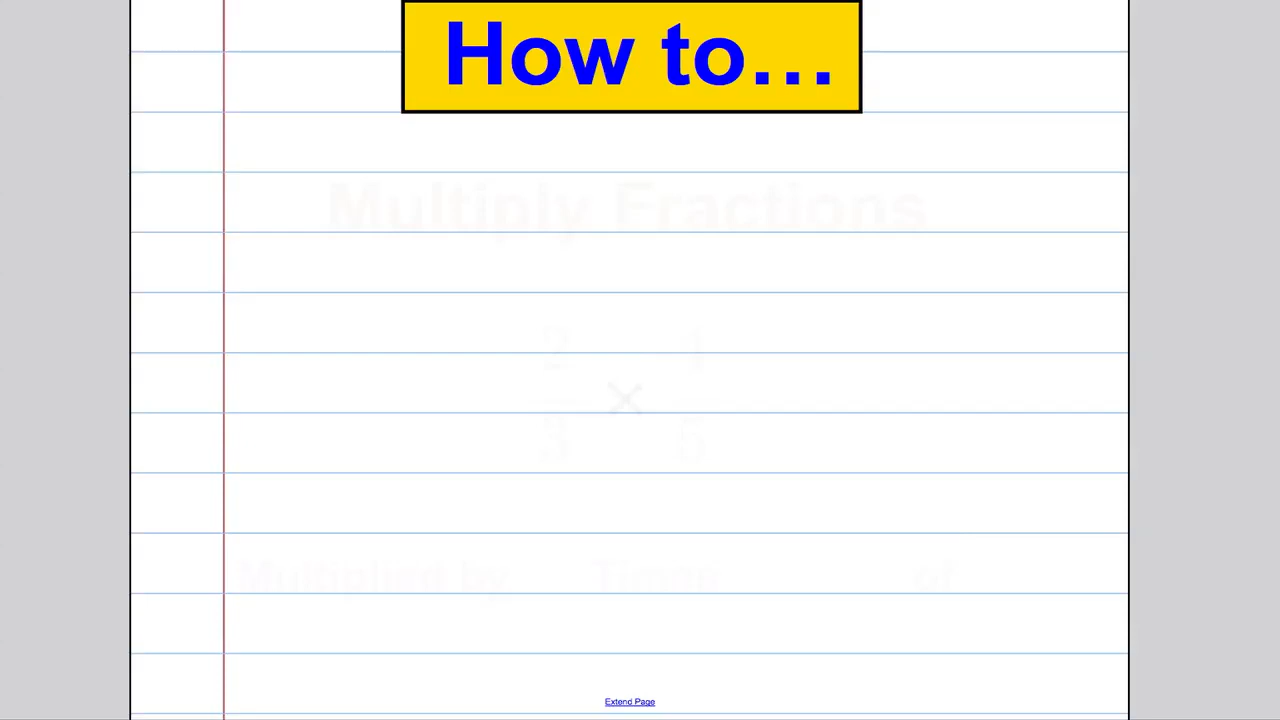 How to...
Multiply Fractions
2 4
×
3 5
Multiplied by Times of
Extend Page